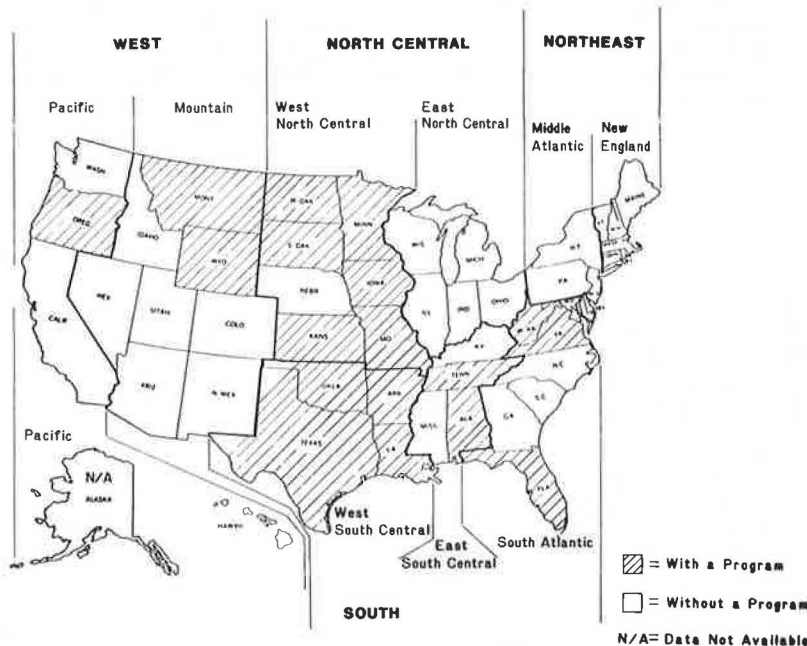 WEST
NORTH CENTRAL
NORTHEAST
Pacific
Mountain
West
North Central
East
North Central
Middle
Atlantic
New
England
WASH
OREG
CALIF
NEV
IDAHO
MONT
WYO
UTAH
COLO
ARIZ
N MEX
N. DAK
S. DAK
NEBR
KANS
OKLA
TEXAS
MINN
IOWA
MO
ARK
LA
WIS
MICH
ILL
IND
OHIO
KY
TENN
MISS
ALA
GA
FLA
S.C.
N.C.
VA
W. VA
PA
N.Y.
MAINE
Pacific
N/A
ALASKA
HAWAII
West
South Central
East
South Central
South Atlantic
SOUTH
= With a Program
= Without a Program
N/A= Data Not Available